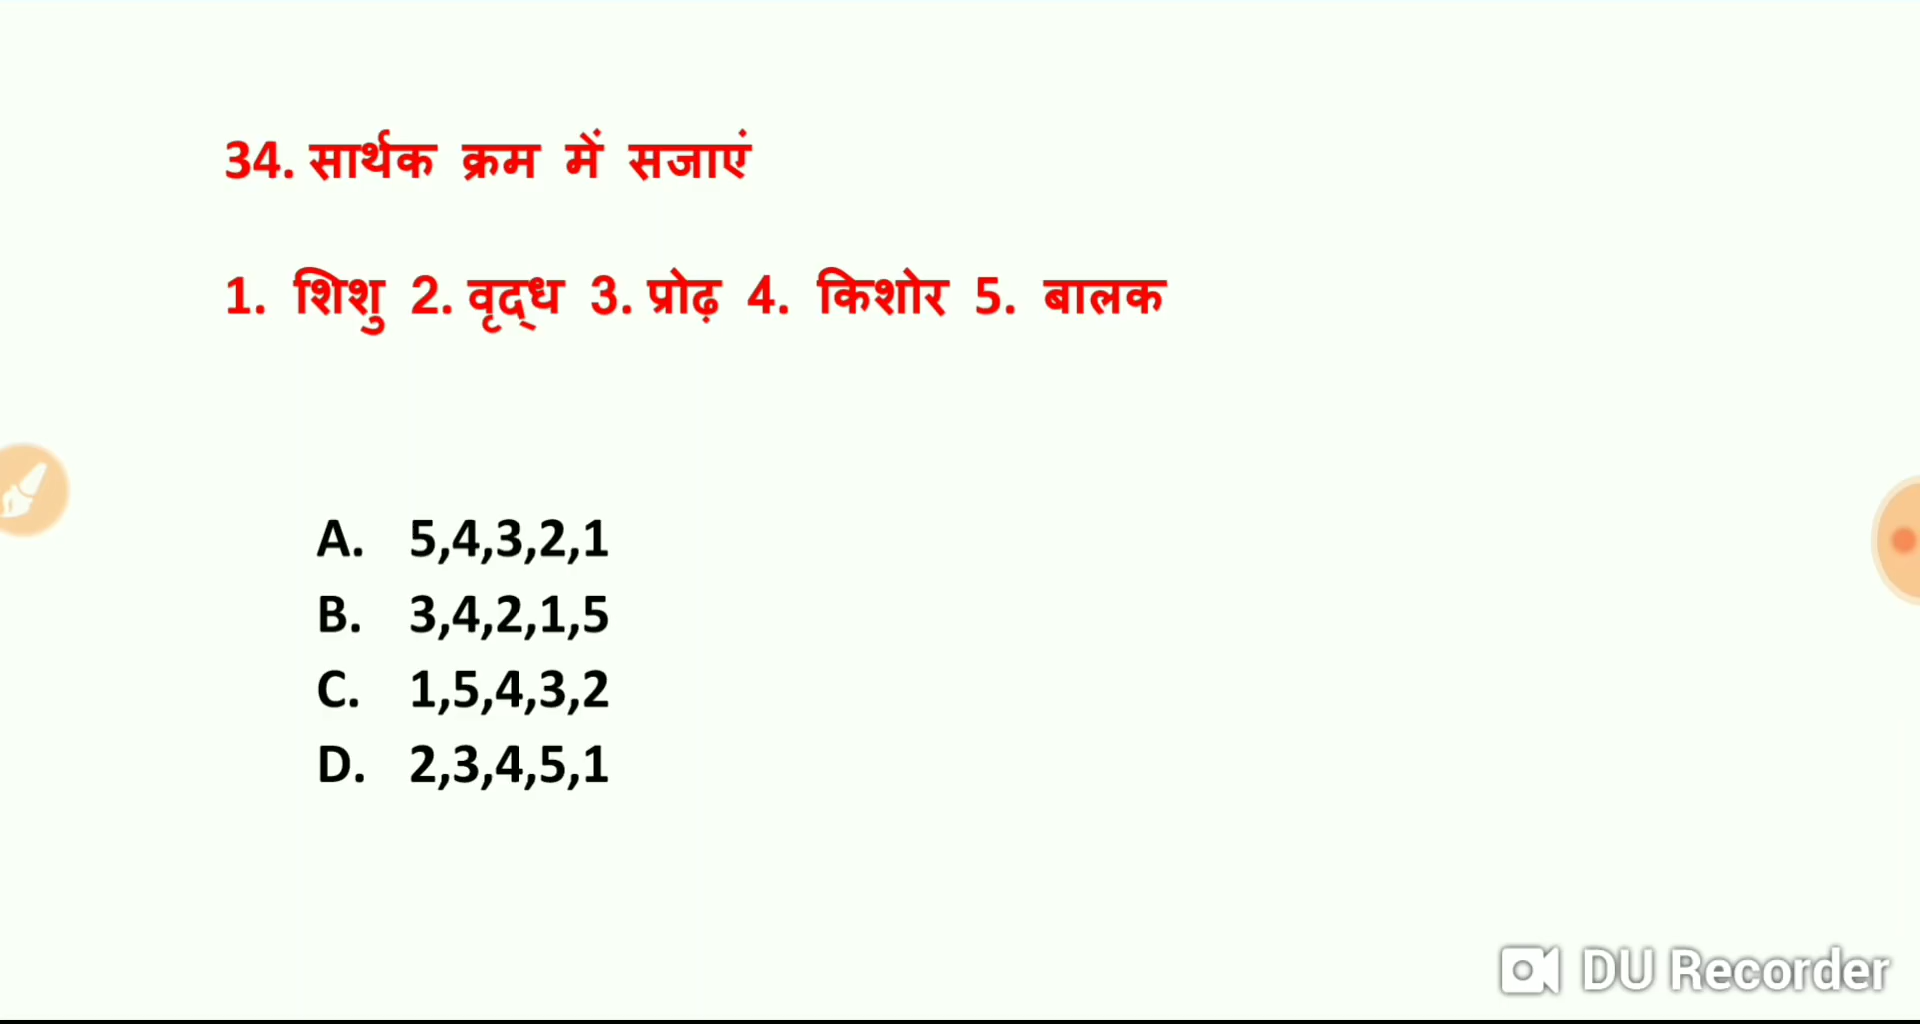 34. सार्थक क्रम में सजाएं
1. शिशु 2. वृद्ध 3. प्रोढ़ 4. किशोर 5. बालक
A. 5,4,3,2,1
B. 3,4,2,1,5
C. 1,5,4,3,2
D. 2,3,4,5,1
DU Recorder